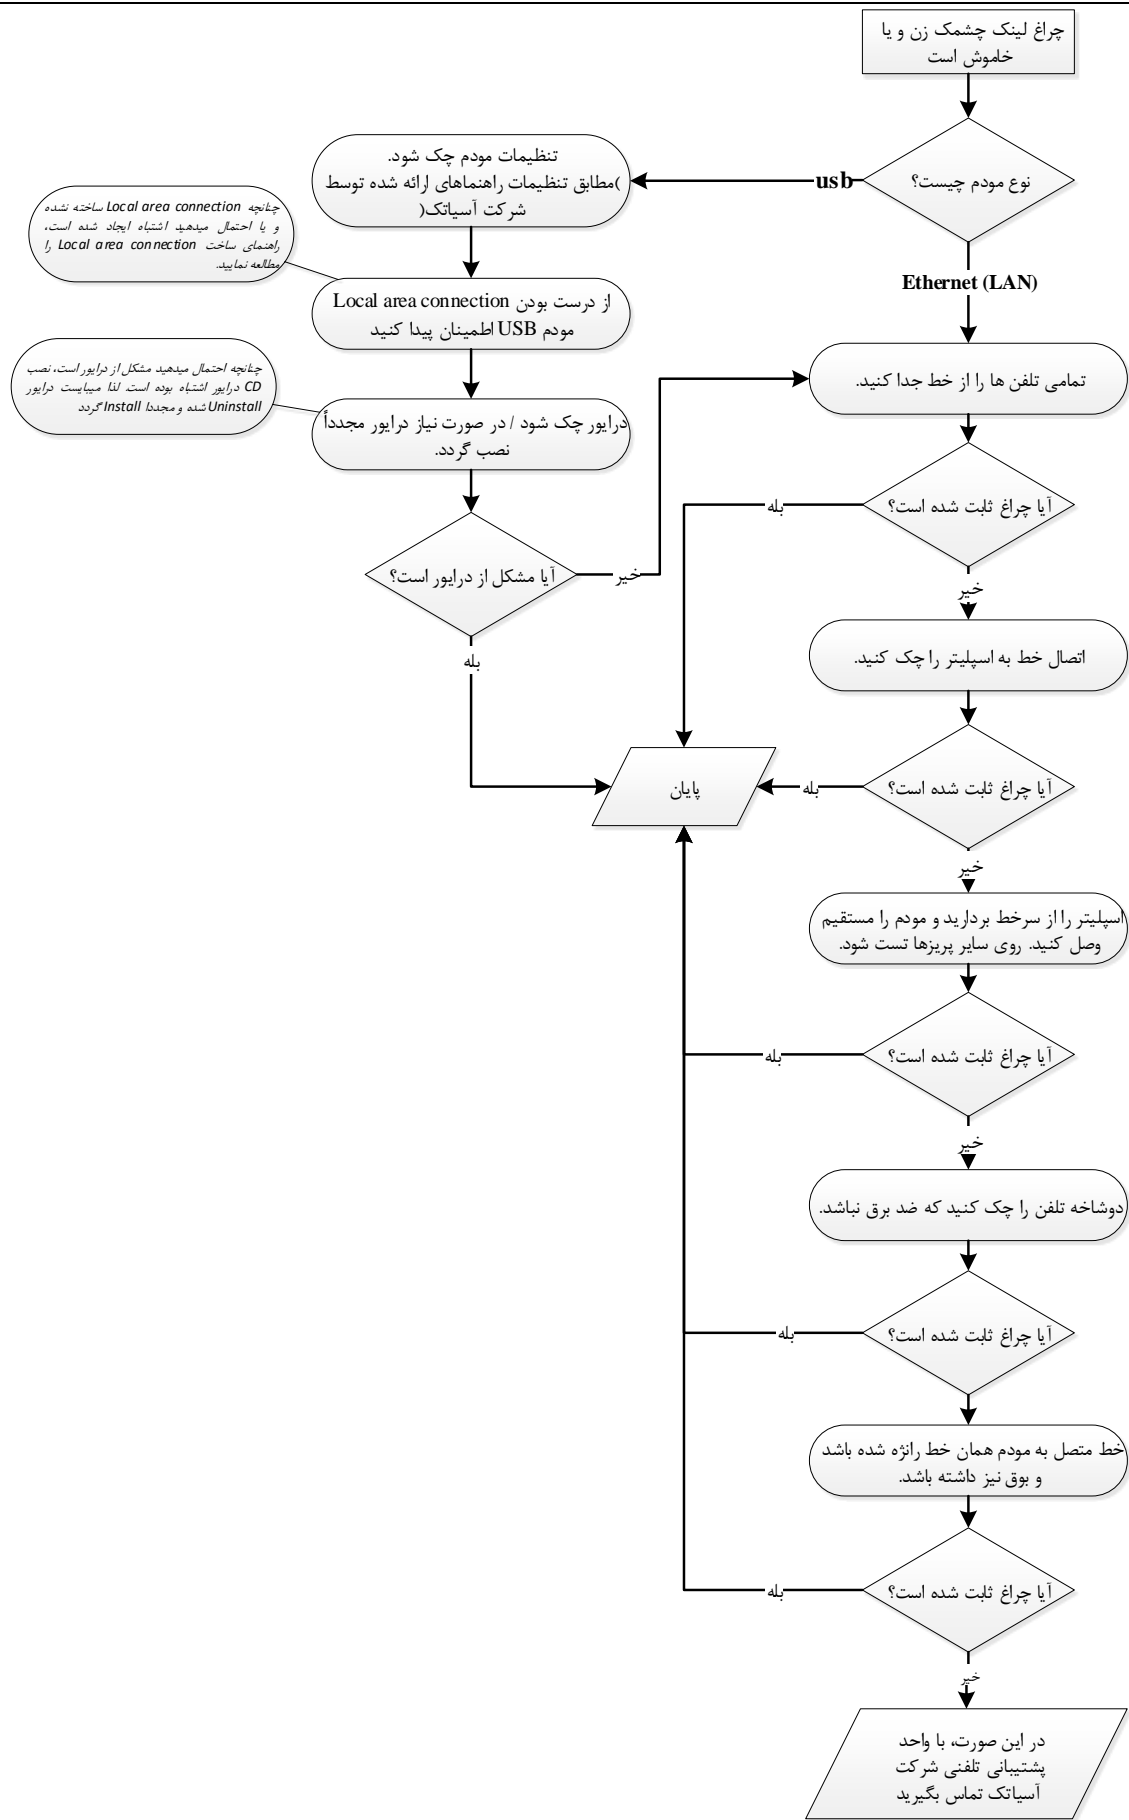 چراغ لینک چشمک زن و یا
خاموش است
نوع مودم چیست؟
usb
تنظیمات مودم چک شود.
)مطابق تنظیمات راهنماهای ارائه شده توسط
شرکت آسیاتک(
چنانچه Local area connection ساخته نشده
و یا احتمال میدهید اشتباه ایجاد شده است،
راهنمای ساخت Local area connection را
مطالعه نمایید.
از درست بودن Local area connection
مودم USB اطمینان پیدا کنید
چنانچه احتمال میدهید مشکل از درایور است، نصب
CD درایور اشتباه بوده است. لذا میبایست درایور
Uninstall شده و مجددا Install گردد
درایور چک شود / در صورت نیاز درایور مجدداً
نصب گردد.
آیا مشکل از درایور است؟
خیر
بله
Ethernet (LAN)
تمامی تلفن ها را از خط جدا کنید.
آیا چراغ ثابت شده است؟
بله
خیر
اتصال خط به اسپلیتر را چک کنید.
آیا چراغ ثابت شده است؟
بله
پایان
خیر
اسپلیتر را از سرخط بردارید و مودم را مستقیم
وصل کنید. روی سایر پریزها تست شود.
آیا چراغ ثابت شده است؟
بله
خیر
دوشاخه تلفن را چک کنید که ضد برق نباشد.
آیا چراغ ثابت شده است؟
بله
خط متصل به مودم همان خط رانژه شده باشد
و بوق نیز داشته باشد.
آیا چراغ ثابت شده است؟
بله
خیر
در این صورت، با واحد
پشتیبانی تلفنی شرکت
آسیاتک تماس بگیرید